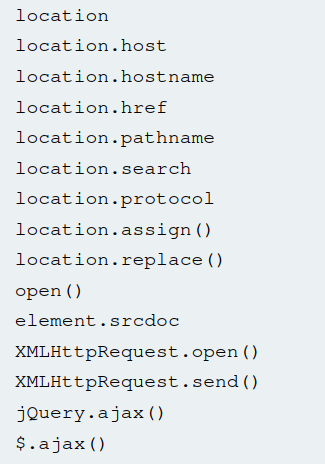 location
location.host
location.hostname
location.href
location.pathname
location.search
location.protocol
location.assign()
location.replace()
open()
element.srcdoc
XMLHttpRequest.open()
XMLHttpRequest.send()
jQuery.ajax()
$.ajax()